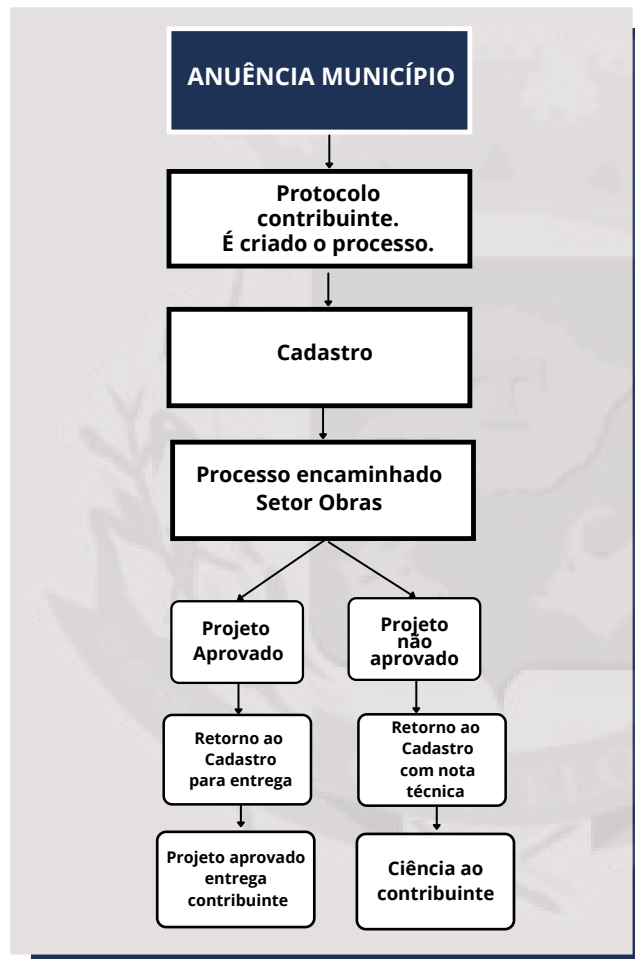 ANUÊNCIA MUNICÍPIO
Protocolo
contribuinte.
É criado o processo.
Cadastro
Processo encaminhado
Setor Obras
Projeto
Aprovado
Projeto
não
aprovado
Retorno ao
Cadastro
para entrega
Retorno ao
Cadastro
com nota
técnica
Projeto aprovado
entrega
contribuinte
Ciência ao
contribuinte